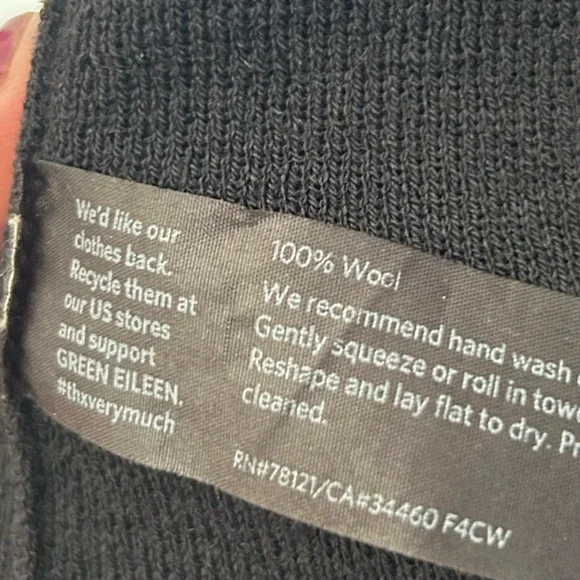 We'd like our
clothes back.
Recycle them at
our US stores
and support
GREEN EILEEN.
#thxverymuch
100% Wool
We recommend hand wash
Gently squeeze or roll in
Reshape and lay flat to dry.
cleaned.
RN#78121/CA#34460 F4CW